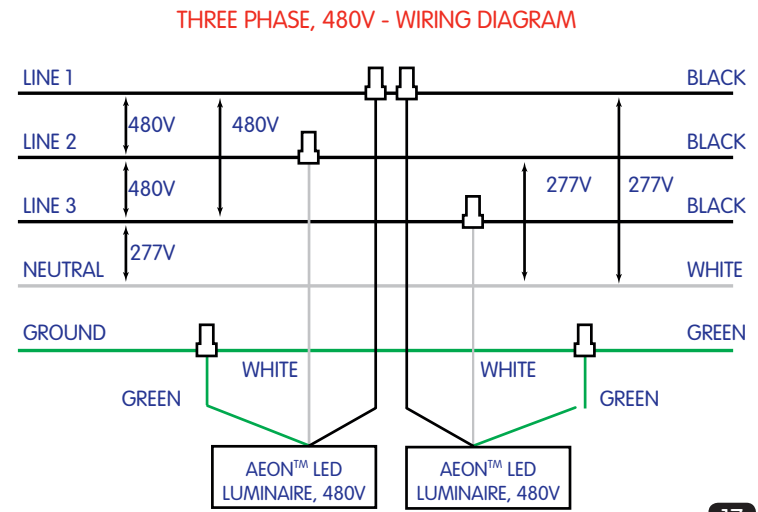 THREE PHASE, 480V - WIRING DIAGRAM
LINE 1
BLACK
480V
480V
LINE 2
BLACK
480V
277V
277V
LINE 3
BLACK
277V
NEUTRAL
WHITE
GROUND
GREEN
WHITE
WHITE
GREEN
GREEN
AEON™ LED
LUMINAIRE, 480V
AEON™ LED
LUMINAIRE, 480V